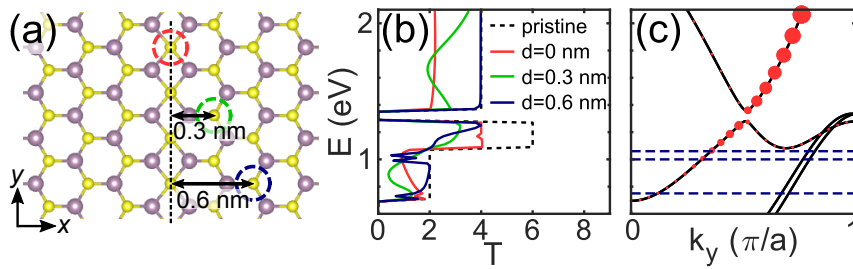 (a)
0.3 nm
0.6 nm
y
x
(b)
2
1
E (eV)
0 2 4 6 8
T
pristine
d=0 nm
d=0.3 nm
d=0.6 nm
(c)
0 1
k_y (π/a)